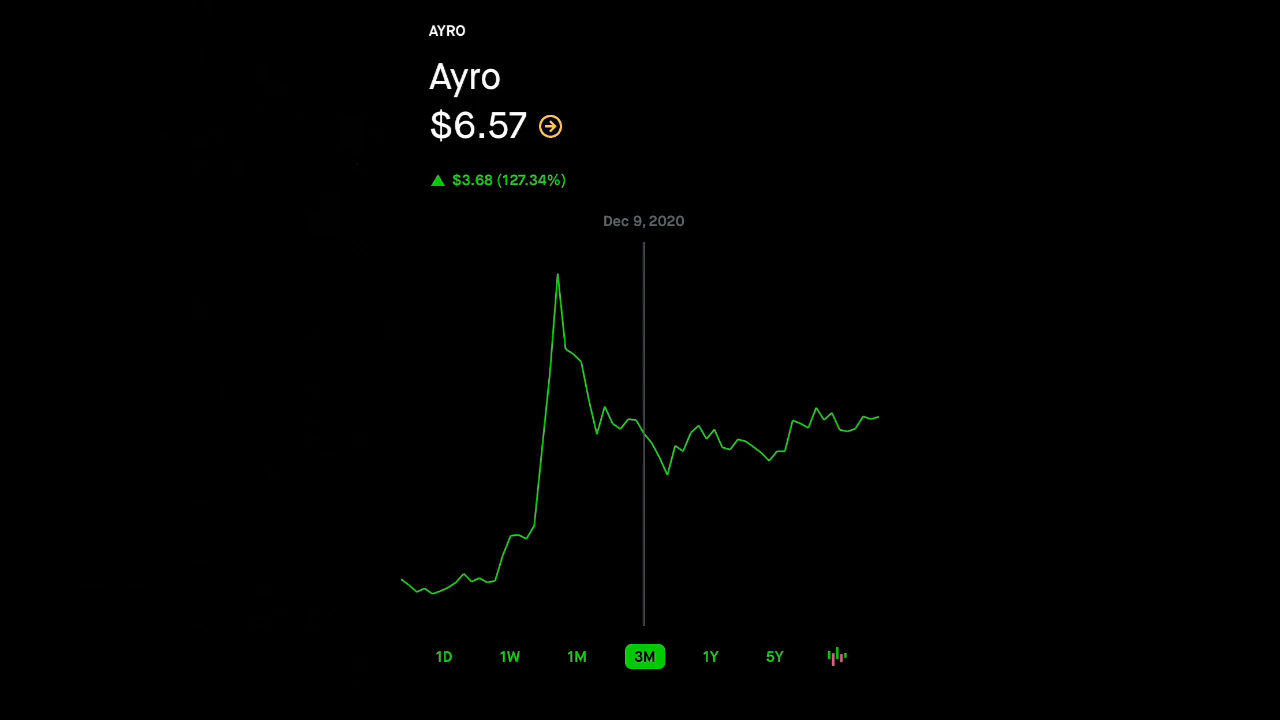 AYRO
Ayro
$6.57
$3.68 (127.34%)
Dec 9, 2020
1D 1W 1M 3M 1Y 5Y